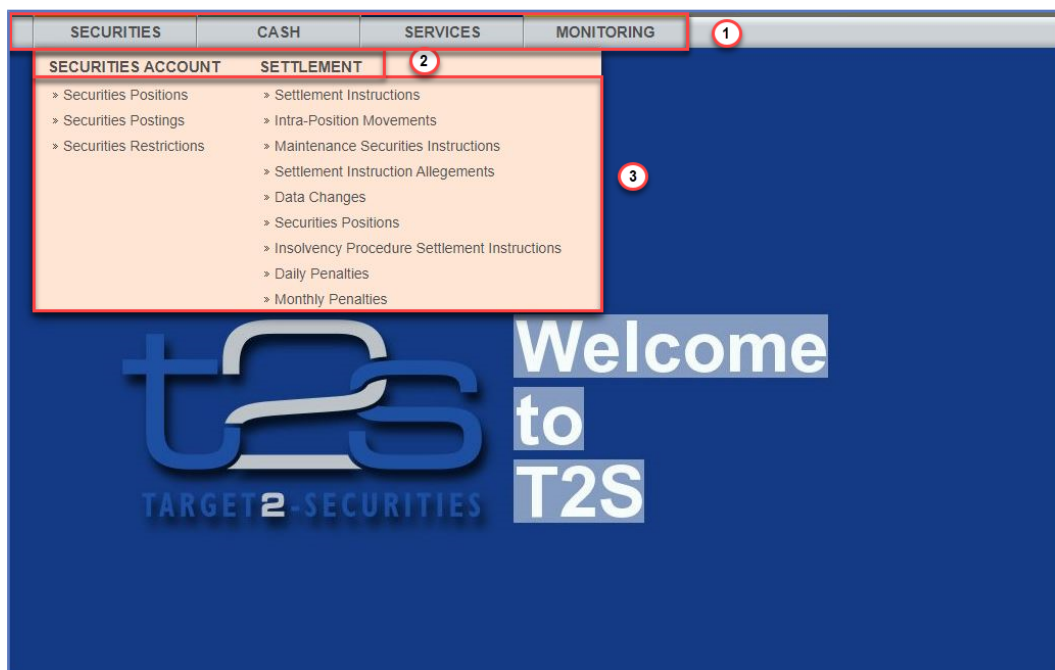 SECURITIES CASH SERVICES MONITORING 1
SECURITIES ACCOUNT SETTLEMENT 2
» Securities Positions » Settlement Instructions
» Securities Postings » Intra-Position Movements
» Securities Restrictions » Maintenance Securities Instructions
» Settlement Instruction Allegements
3
» Data Changes
» Securities Positions
» Insolvency Procedure Settlement Instructions
» Daily Penalties
» Monthly Penalties
t2s
TARGET2-SECURITIES
Welcome
to
T2S